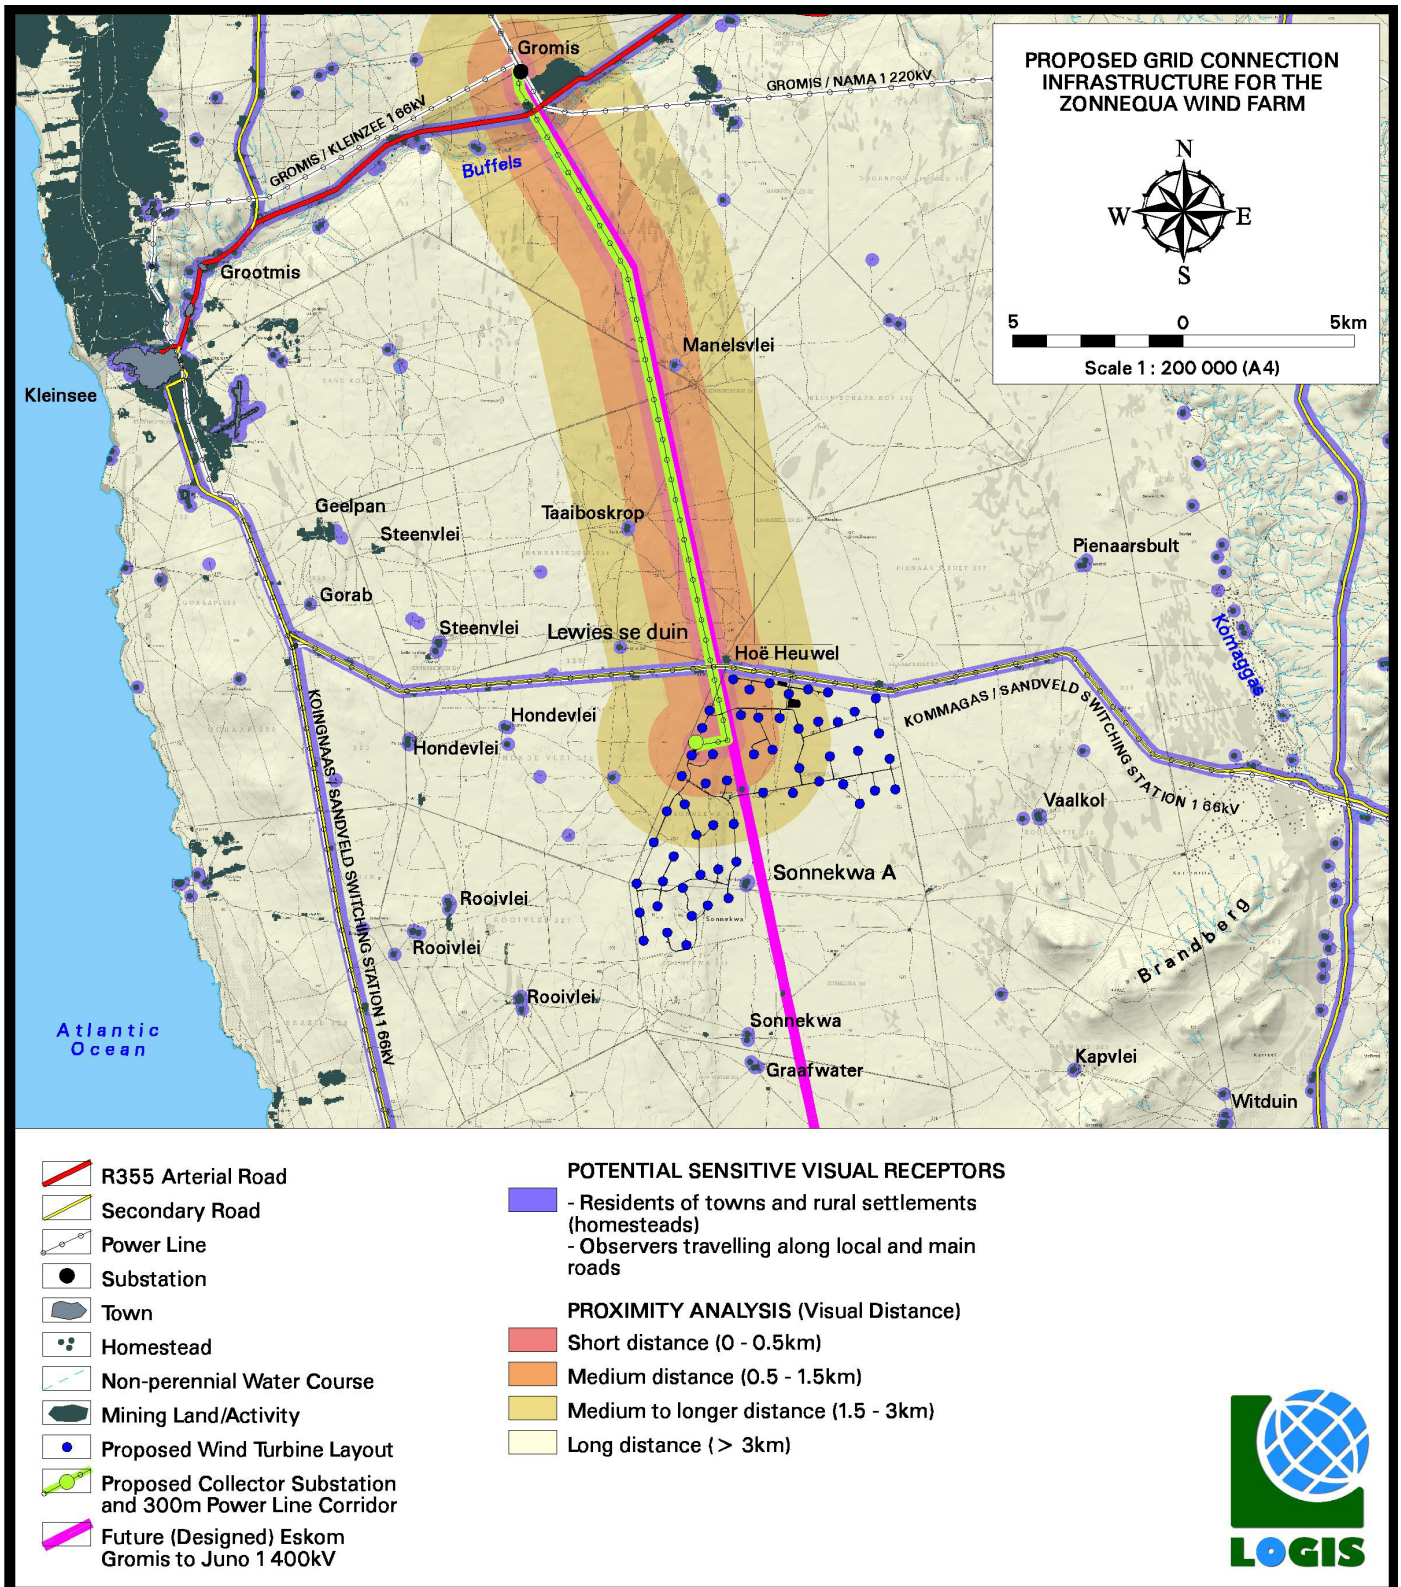 PROPOSED GRID CONNECTION
INFRASTRUCTURE FOR THE
ZONNEQUA WIND FARM
N
W E
S
5 0 5km
Scale 1 : 200 000 (A4)
Gromis
GROMIS / NAMA 1 220kV
GROMIS / KLEINZEE 1 66kV
Buffels
Grootmis
Manelsvlei
Kleinsee
Geelpan
Steenvlei
Taaiboskrop
Pienaarsbult
Gorab
Steenvlei
Lewies se duin
Hoë Heuwel
Komaggas
KOINGNAAS / SANDVELD SWITCHING STATION 1 66kV
KOMMAGAS / SANDVELD SWITCHING STATION 1 66kV
Hondevlei
Hondevlei
Vaalkol
Sonnekwa A
Rooivlei
Rooivlei
Sonnekwa
Brandberg
Rooivlei
Atlantic
Ocean
Sonnekwa
Graafwater
Kapvlei
Witduin
R355 Arterial Road
Secondary Road
Power Line
Substation
Town
Homestead
Non-perennial Water Course
Mining Land/Activity
Proposed Wind Turbine Layout
Proposed Collector Substation
and 300m Power Line Corridor
Future (Designed) Eskom
Gromis to Juno 1 400kV
POTENTIAL SENSITIVE VISUAL RECEPTORS
- Residents of towns and rural settlements
(homesteads)
- Observers travelling along local and main
roads
PROXIMITY ANALYSIS (Visual Distance)
Short distance (0 - 0.5km)
Medium distance (0.5 - 1.5km)
Medium to longer distance (1.5 - 3km)
Long distance (> 3km)
LOGIS